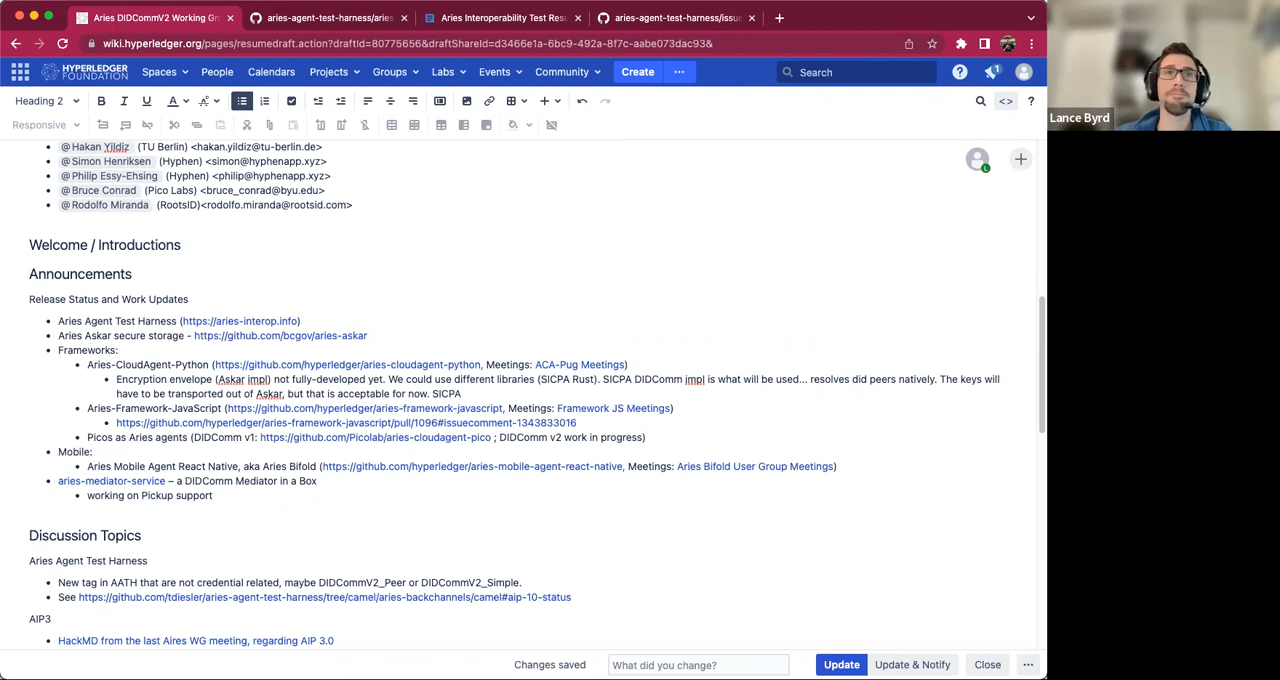 Aries DIDCommV2 Working Gr
aries-agent-test-harness/aries
Aries Interoperability Test Resu
aries-agent-test-harness/issue
wiki.hyperledger.org/pages/resumedraft.action?draftId=80775656&draftShareId=d3466e1a-6bc9-492a-8f7c-aabe073dac93&
HYPERLEDGER FOUNDATION Spaces People Calendars Projects Groups Labs Events Community Create ... Search 1
Heading 2 B I U A
Responsive
@Hakan Yildiz (TU Berlin) <hakan.yildiz@tu-berlin.de>
@Simon Henriksen (Hyphen) <simon@hyphenapp.xyz>
@Philip Essy-Ehsing (Hyphen) <philip@hyphenapp.xyz>
@Bruce Conrad (Pico Labs) <bruce_conrad@byu.edu>
@Rodolfo Miranda (RootsID)<rodolfo.miranda@rootsid.com>
Welcome / Introductions
Announcements
Release Status and Work Updates
Aries Agent Test Harness (https://aries-interop.info)
Aries Askar secure storage - https://github.com/bcgov/aries-askar
Frameworks:
Aries-CloudAgent-Python (https://github.com/hyperledger/aries-cloudagent-python, Meetings: ACA-Pug Meetings)
Encryption envelope (Askar impl) not fully-developed yet. We could use different libraries (SICPA Rust). SICPA DIDComm impl is what will be used... resolves did peers natively. The keys will
have to be transported out of Askar, but that is acceptable for now. SICPA
Aries-Framework-JavaScript (https://github.com/hyperledger/aries-framework-javascript, Meetings: Framework JS Meetings)
https://github.com/hyperledger/aries-framework-javascript/pull/1096#issuecomment-1343833016
Picos as Aries agents (DIDComm v1: https://github.com/Picolab/aries-cloudagent-pico ; DIDComm v2 work in progress)
Mobile:
Aries Mobile Agent React Native, aka Aries Bifold (https://github.com/hyperledger/aries-mobile-agent-react-native, Meetings: Aries Bifold User Group Meetings)
aries-mediator-service – a DIDComm Mediator in a Box
working on Pickup support
Discussion Topics
Aries Agent Test Harness
New tag in AATH that are not credential related, maybe DIDCommV2_Peer or DIDCommV2_Simple.
See https://github.com/tdiesler/aries-agent-test-harness/tree/camel/aries-backchannels/camel#aip-10-status
AIP3
HackMD from the last Aires WG meeting, regarding AIP 3.0
Changes saved What did you change? Update Update & Notify Close ...
Lance Byrd